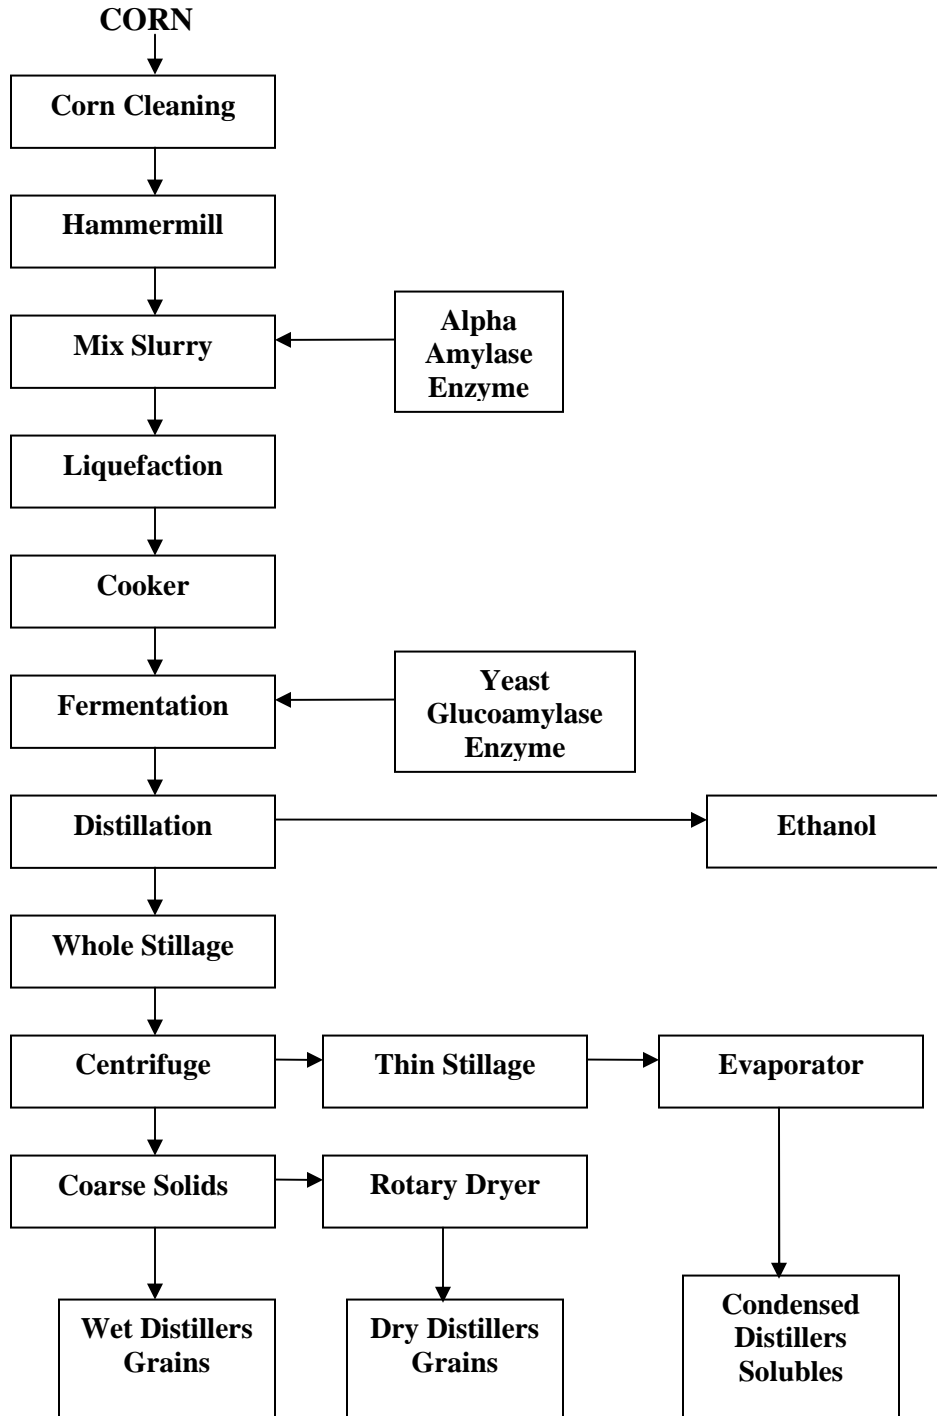 CORN
Corn Cleaning
Hammermill
Mix Slurry
Alpha
Amylase
Enzyme
Liquefaction
Cooker
Fermentation
Yeast
Glucoamylase
Enzyme
Distillation
Ethanol
Whole Stillage
Centrifuge
Thin Stillage
Evaporator
Coarse Solids
Rotary Dryer
Wet Distillers
Grains
Dry Distillers
Grains
Condensed
Distillers
Solubles